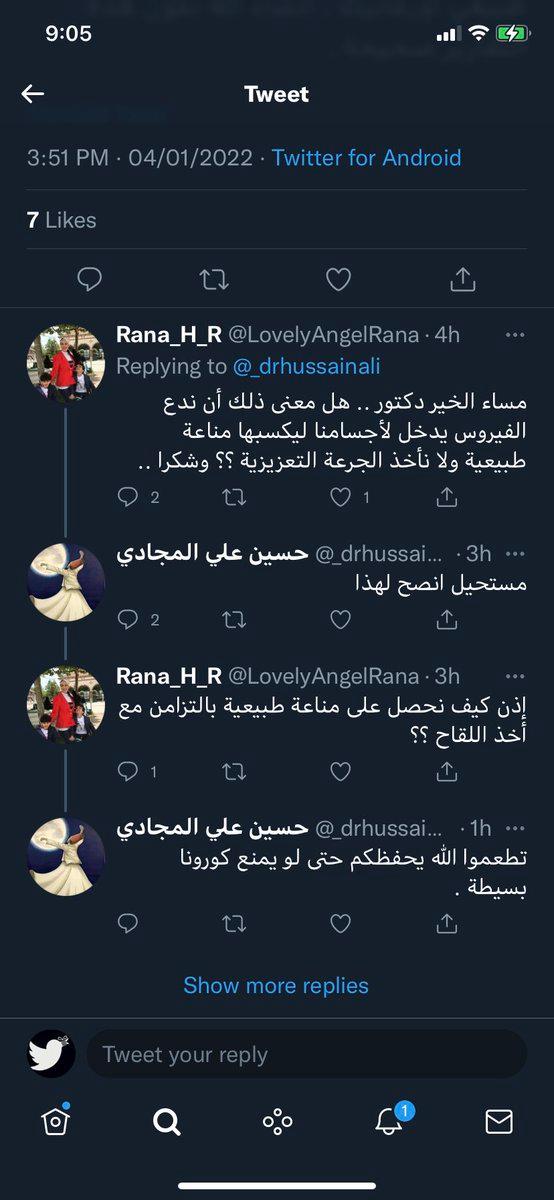 9:05
Tweet
3:51 PM · 04/01/2022 · Twitter for Android
7 Likes
Rana_H_R @LovelyAngelRana · 4h
Replying to @_drhussainali
مساء الخير دكتور .. هل معنى ذلك أن ندع
الفيروس يدخل لأجسامنا ليكسبها مناعة
طبيعية ولا نأخذ الجرعة التعزيزية ؟؟ وشكرا ..
2 1
حسين علي المجادي @_drhussai... · 3h
مستحيل انصح لهذا
2
Rana_H_R @LovelyAngelRana · 3h
إذن كيف نحصل على مناعة طبيعية بالتزامن مع
أخذ اللقاح ؟؟
1
حسين علي المجادي @_drhussai... · 1h
تطعموا الله يحفظكم حتى لو يمنع كورونا
بسيطة .
Show more replies
Tweet your reply
1